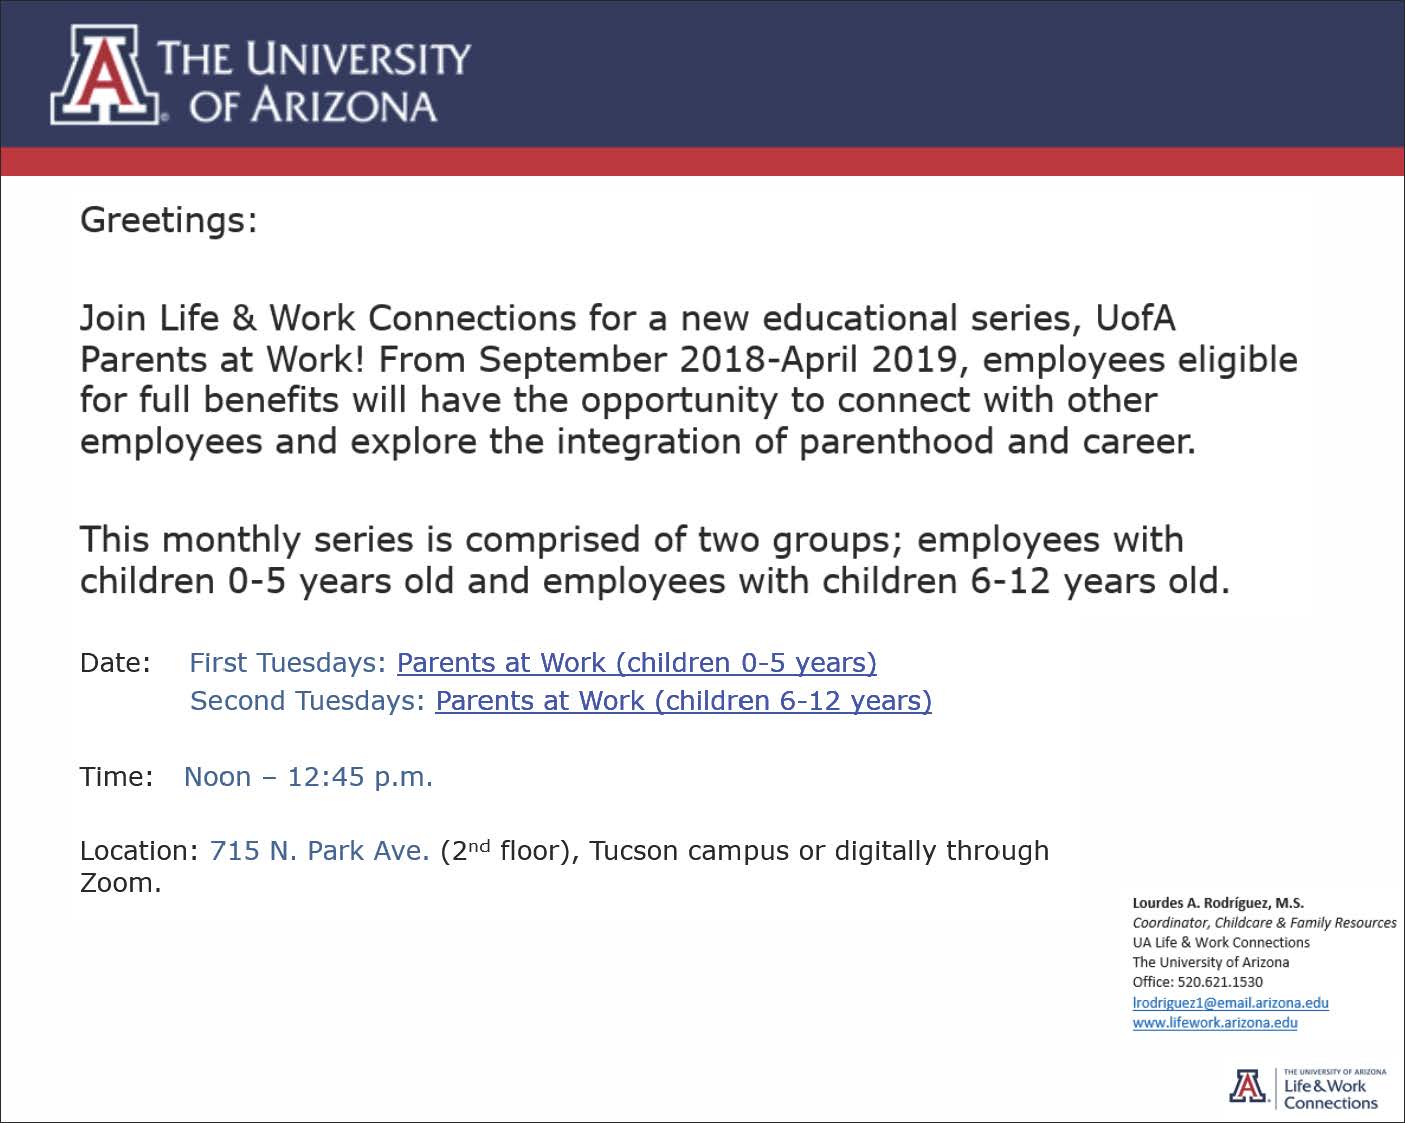 THE UNIVERSITY
OF ARIZONA
Greetings:
Join Life & Work Connections for a new educational series, UofA
Parents at Work! From September 2018-April 2019, employees eligible
for full benefits will have the opportunity to connect with other
employees and explore the integration of parenthood and career.
This monthly series is comprised of two groups; employees with
children 0-5 years old and employees with children 6-12 years old.
Date: First Tuesdays: Parents at Work (children 0-5 years)
Second Tuesdays: Parents at Work (children 6-12 years)
Time: Noon – 12:45 p.m.
Location: 715 N. Park Ave. (2nd floor), Tucson campus or digitally through
Zoom.
Lourdes A. Rodríguez, M.S.
Coordinator, Childcare & Family Resources
UA Life & Work Connections
The University of Arizona
Office: 520.621.1530
lrodriguez1@email.arizona.edu
www.lifework.arizona.edu
A
THE UNIVERSITY OF ARIZONA
Life & Work
Connections